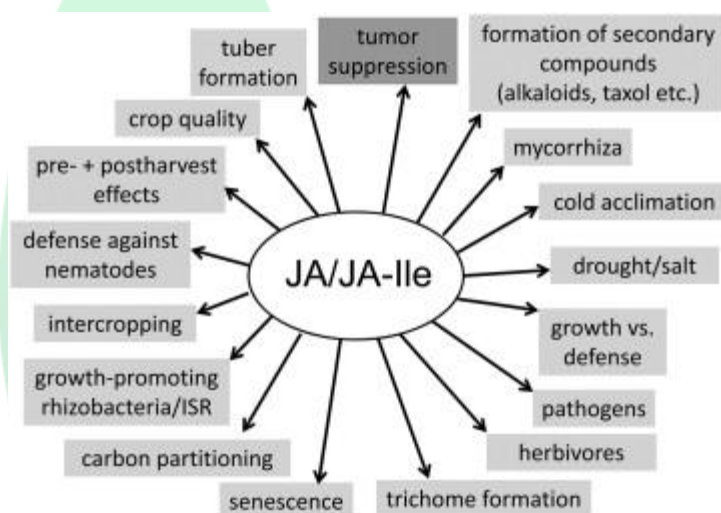 tuber
formation
tumor
suppression
formation of secondary
compounds
(alkaloids, taxol etc.)
crop quality
mycorrhiza
pre- + postharvest
effects
cold acclimation
defense against
nematodes
JA/JA-Ile
drought/salt
intercropping
growth vs.
defense
growth-promoting
rhizobacteria/ISR
pathogens
carbon partitioning
herbivores
senescence
trichome formation